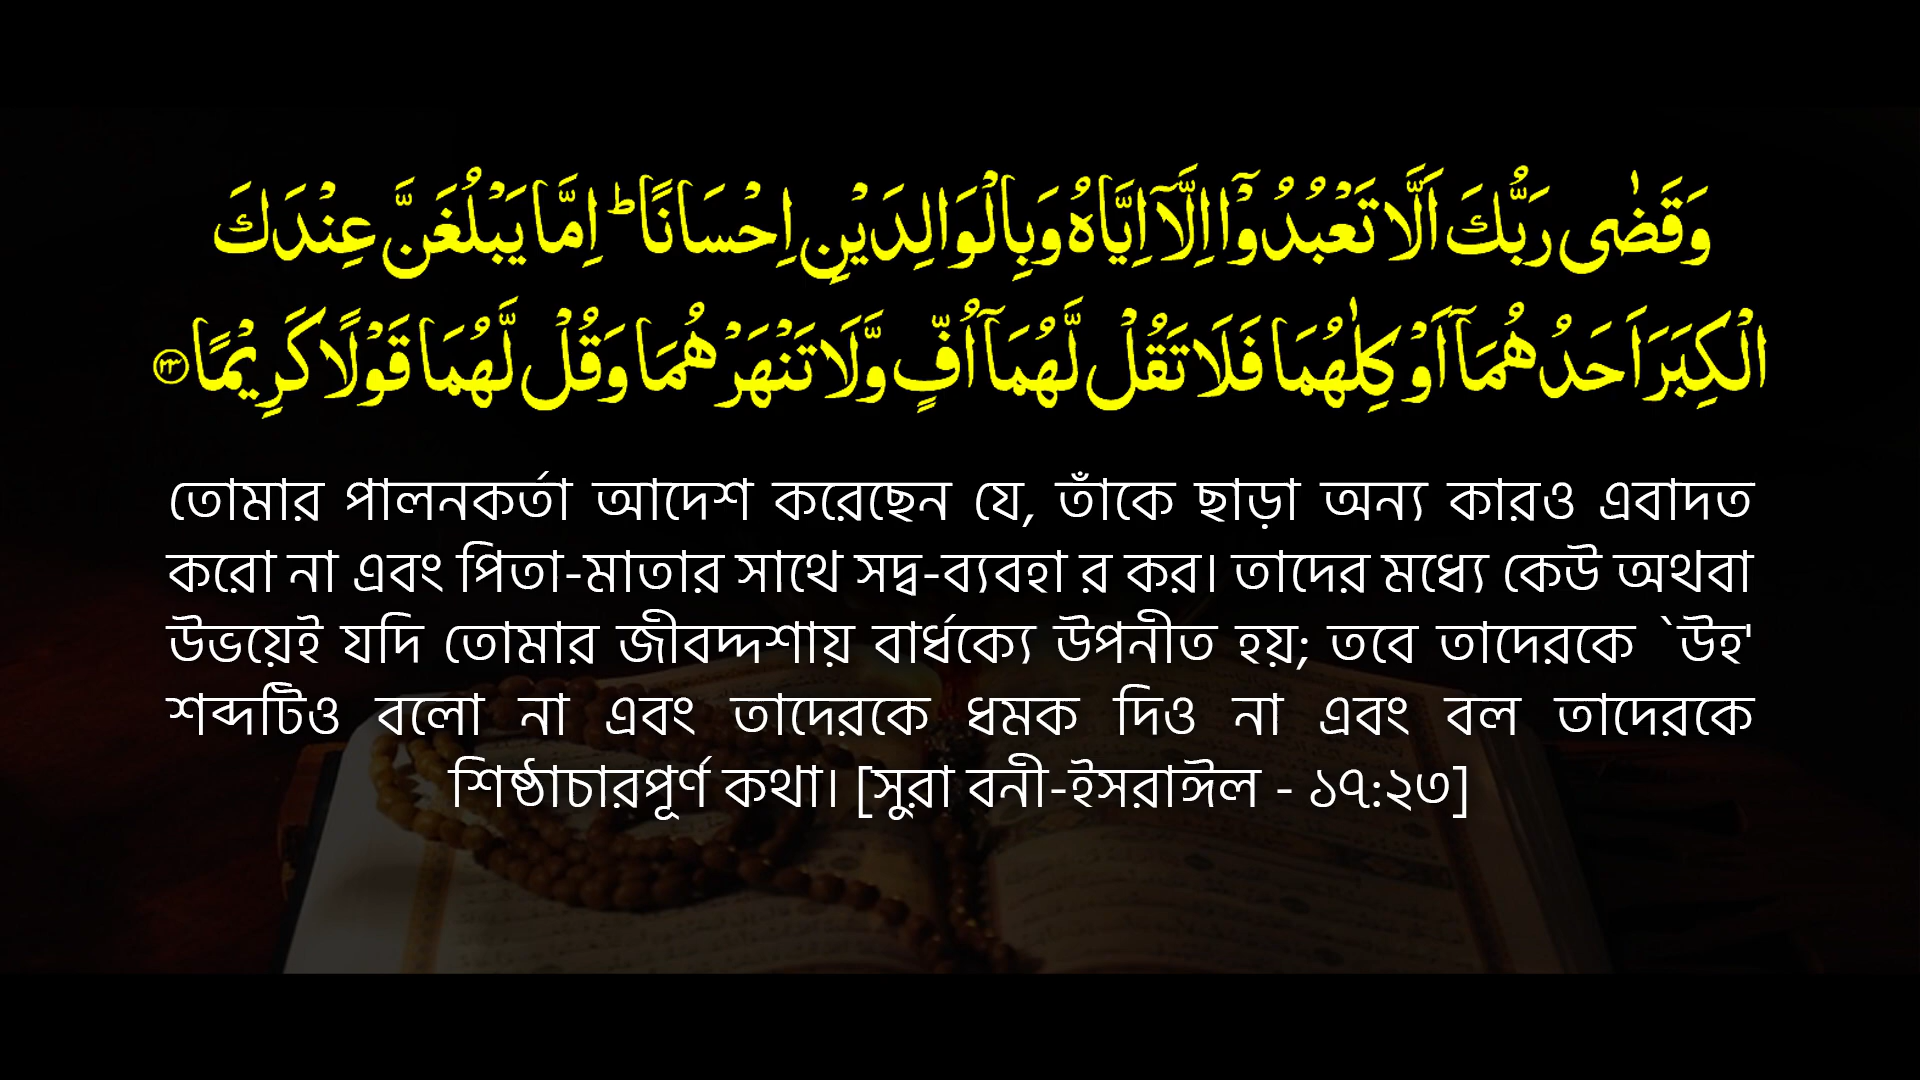 وَقَضٰى رَبُّكَ اَلَّا تَعْبُدُوْۤا اِلَّاۤ اِيَّاهُ وَبِالْوَالِدَيْنِ اِحْسَانًا ؕ اِمَّا يَبْلُغَنَّ عِنْدَكَ
الْكِبَرَ اَحَدُهُمَاۤ اَوْ كِلٰهُمَا فَلَا تَقُلْ لَّهُمَاۤ اُفٍّ وَّلَا تَنْهَرْهُمَا وَقُلْ لَّهُمَا قَوْلًا كَرِيْمًا ﴿۲۳﴾
তোমার পালনকর্তা আদেশ করেছেন যে, তাঁকে ছাড়া অন্য কারও এবাদত
করো না এবং পিতা-মাতার সাথে সদ্ব-ব্যবহা র কর। তাদের মধ্যে কেউ অথবা
উভয়েই যদি তোমার জীবদ্দশায় বার্ধক্যে উপনীত হয়; তবে তাদেরকে `উহ'
শব্দটিও বলো না এবং তাদেরকে ধমক দিও না এবং বল তাদেরকে
শিষ্ঠাচারপূর্ণ কথা। [সুরা বনী-ইসরাঈল - ১৭:২৩]